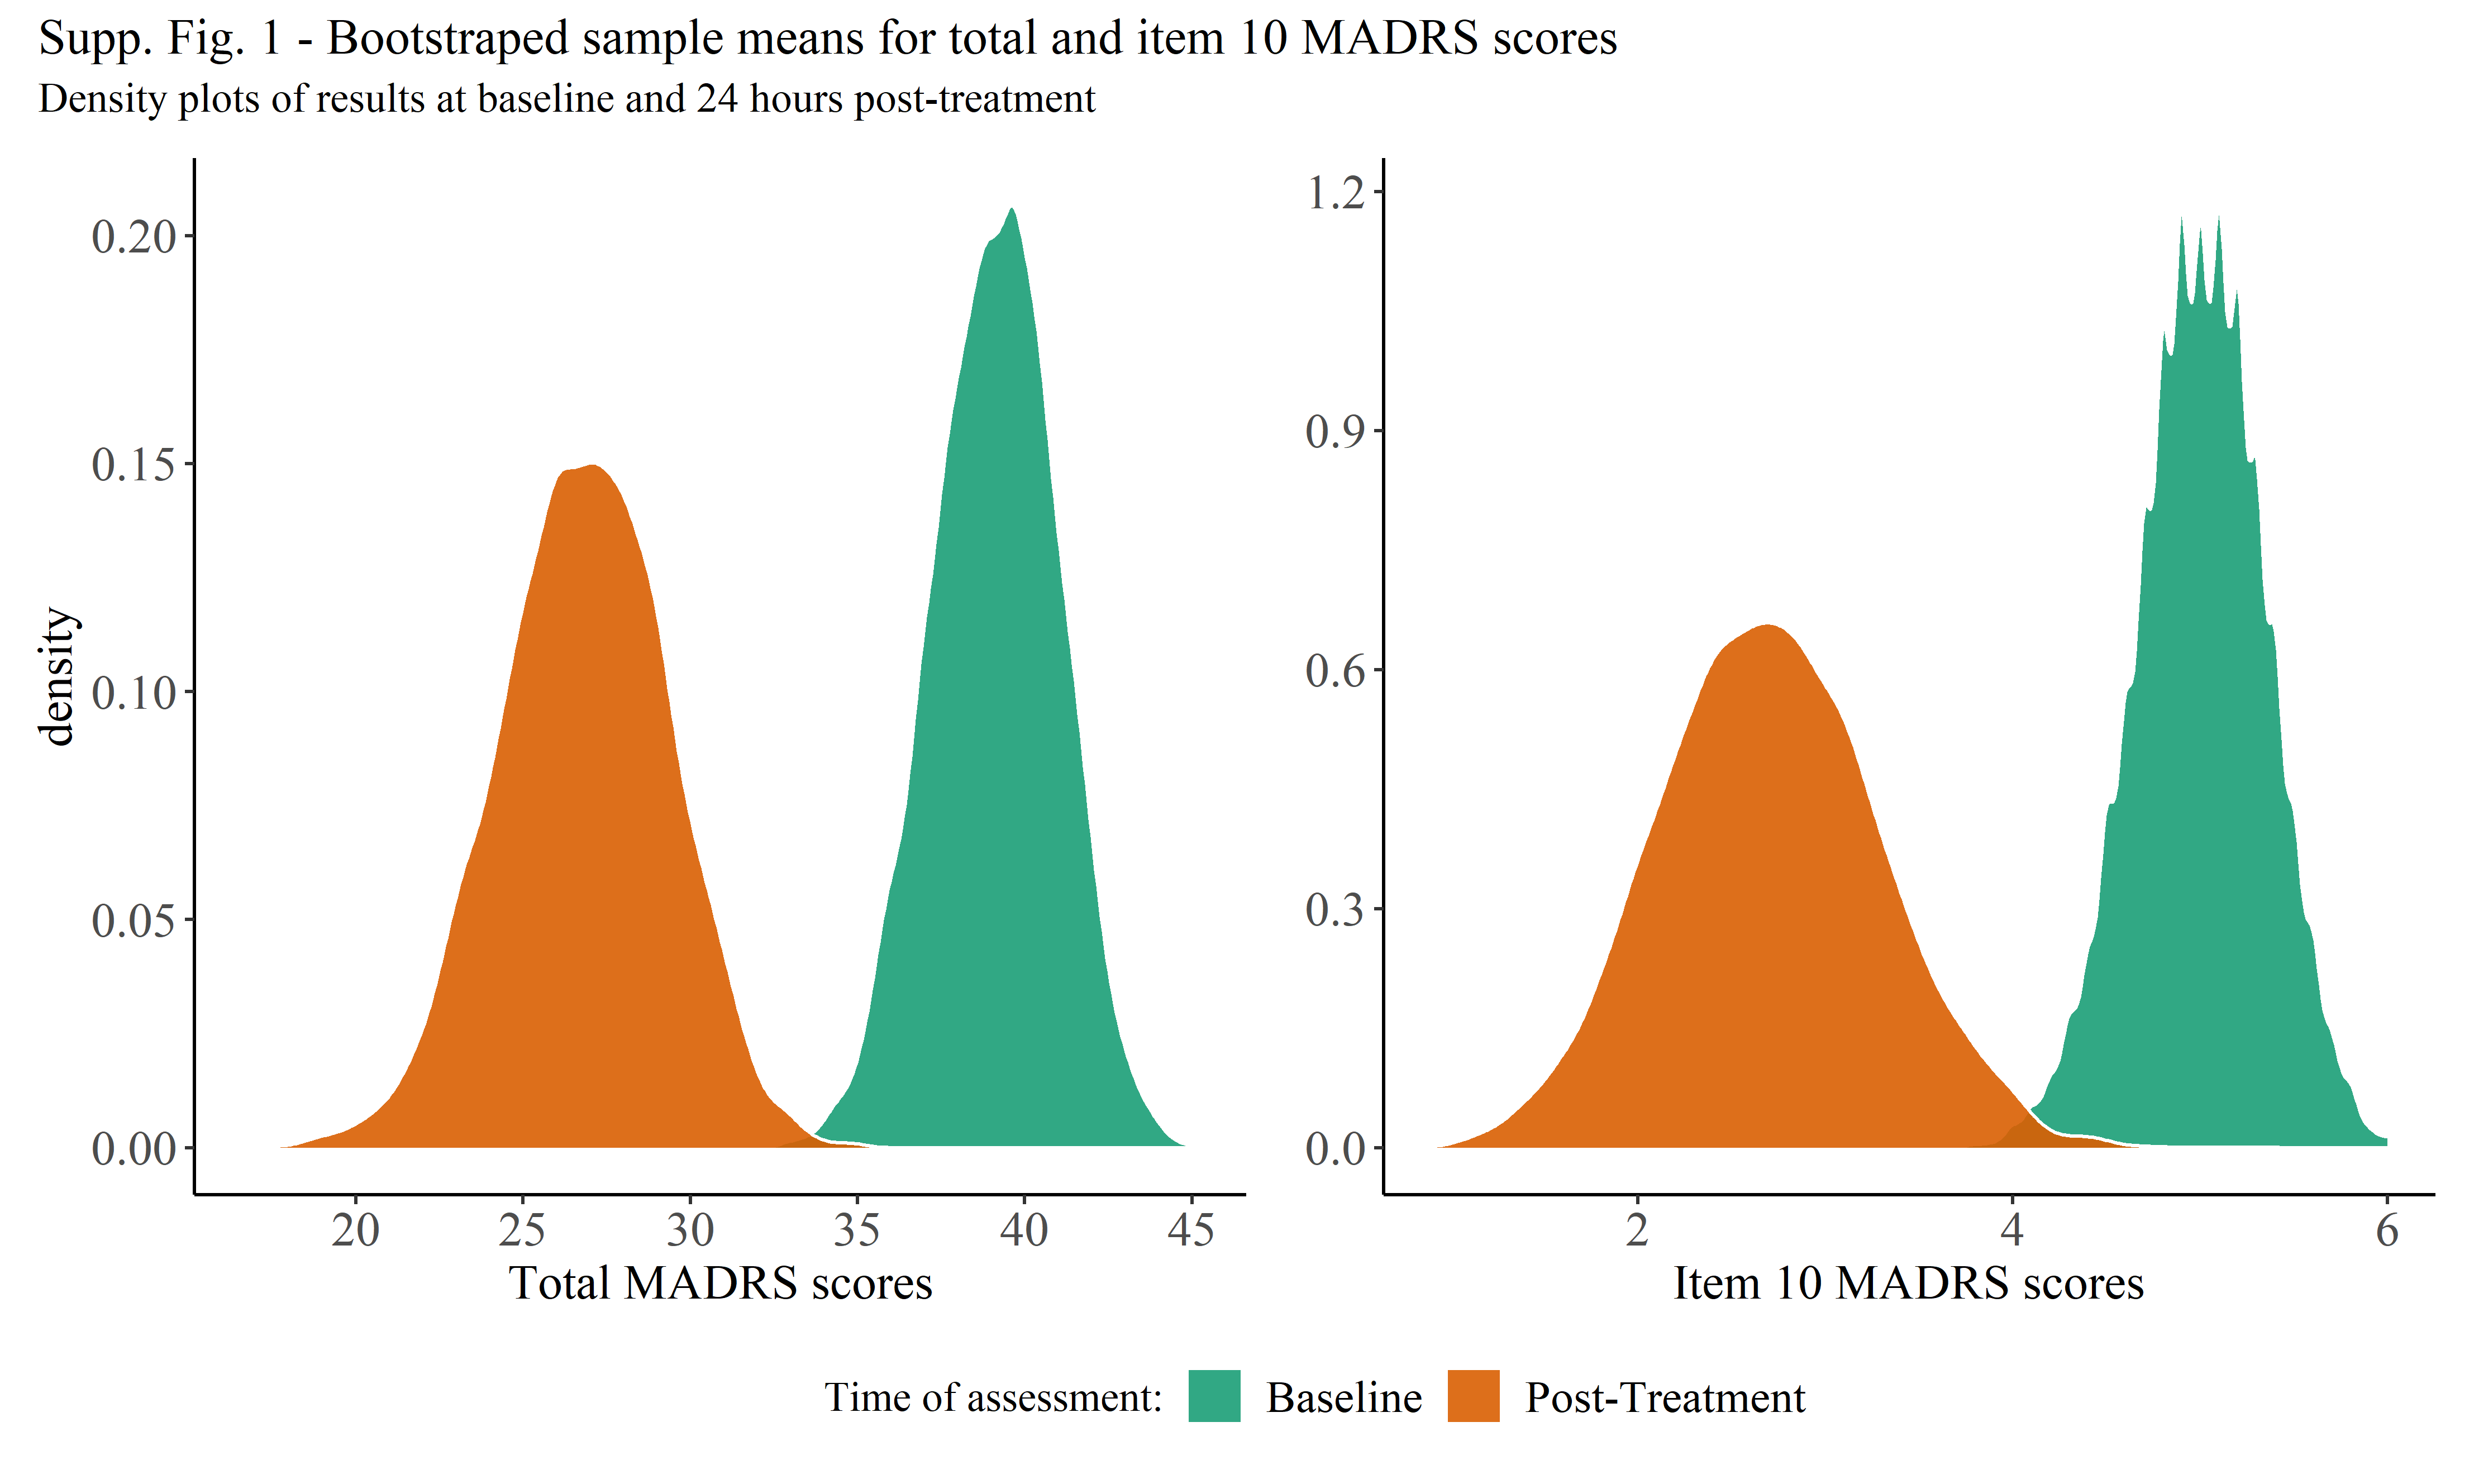 Supp. Fig. 1 - Bootstraped sample means for total and item 10 MADRS scores
Density plots of results at baseline and 24 hours post-treatment
density
0.20
0.15
0.10
0.05
0.00
20 25 30 35 40 45
Total MADRS scores
1.2
0.9
0.6
0.3
0.0
2 4 6
Item 10 MADRS scores
Time of assessment: Baseline Post-Treatment